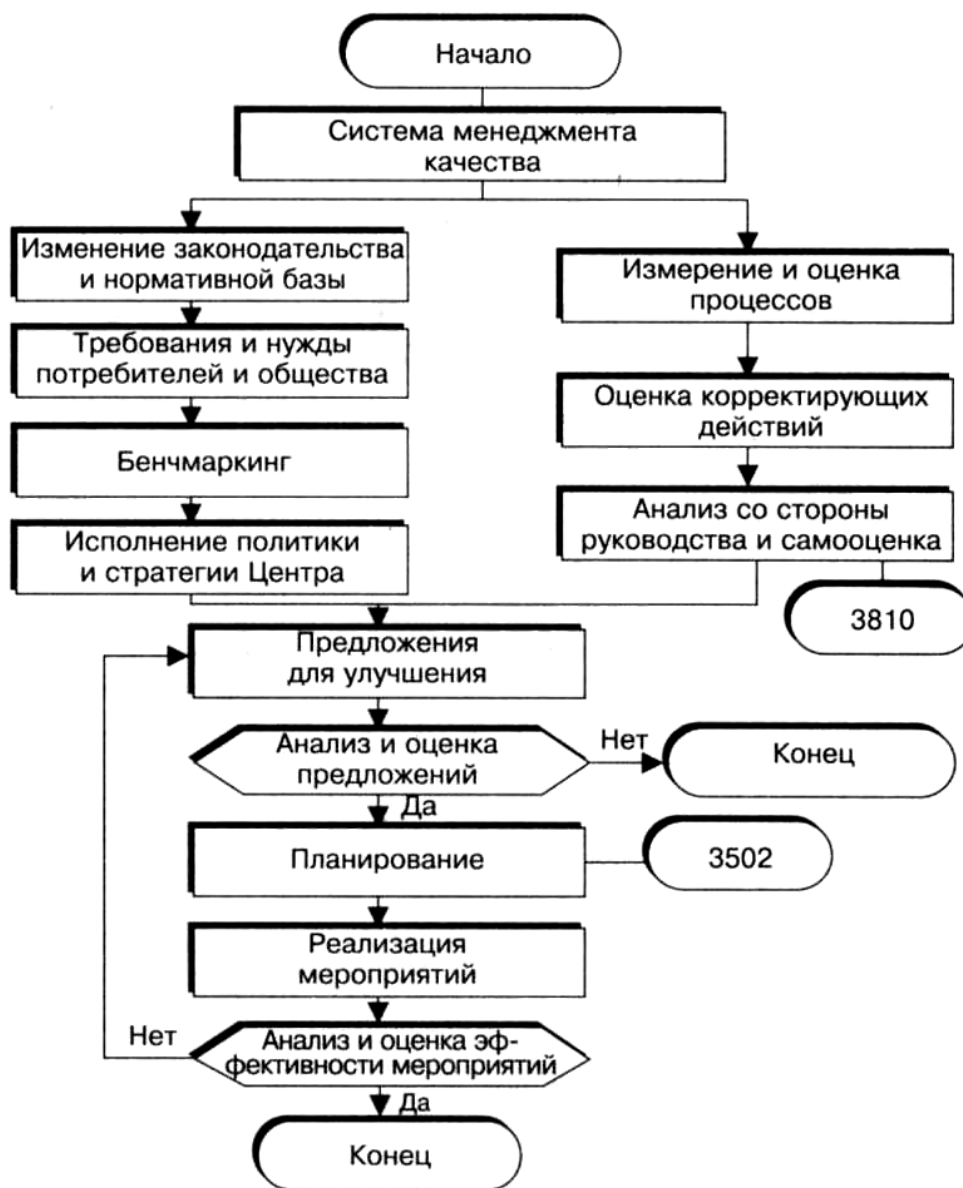 Начало
Система менеджмента
качества
Изменение законодательства
и нормативной базы
Требования и нужды
потребителей и общества
Бенчмаркинг
Исполнение политики
и стратегии Центра
Измерение и оценка
процессов
Оценка корректирующих
действий
Анализ со стороны
руководства и самооценка
3810
Предложения
для улучшения
Анализ и оценка
предложений
Нет
Конец
Да
Планирование
3502
Реализация
мероприятий
Нет
Анализ и оценка эф-
фективности мероприятий
Да
Конец